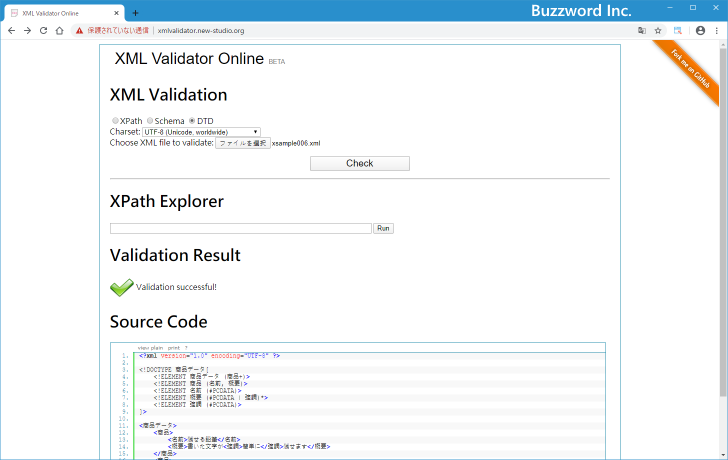 XML Validator Online
Buzzword Inc.
保護されていない通信 | xmlvalidator.new-studio.org
Fork me on GitHub
XML Validator Online BETA
XML Validation
XPath Schema DTD
Charset: UTF-8 (Unicode, worldwide)
Choose XML file to validate: ファイルを選択 xsample006.xml
Check
XPath Explorer
Run
Validation Result
Validation successful!
Source Code
view plain print ?
1. <?xml version="1.0" encoding="UTF-8" ?>
2.
3. <!DOCTYPE 商品データ[
4. <!ELEMENT 商品データ (商品+)>
5. <!ELEMENT 商品 (名前, 概要)>
6. <!ELEMENT 名前 (#PCDATA)>
7. <!ELEMENT 概要 (#PCDATA | 強調)*>
8. <!ELEMENT 強調 (#PCDATA)>
9. ]>
10.
11. <商品データ>
12. <商品>
13. <名前>消せる鉛筆</名前>
14. <概要>書いた文字が<強調>簡単に</強調>消せます</概要>
15. </商品>